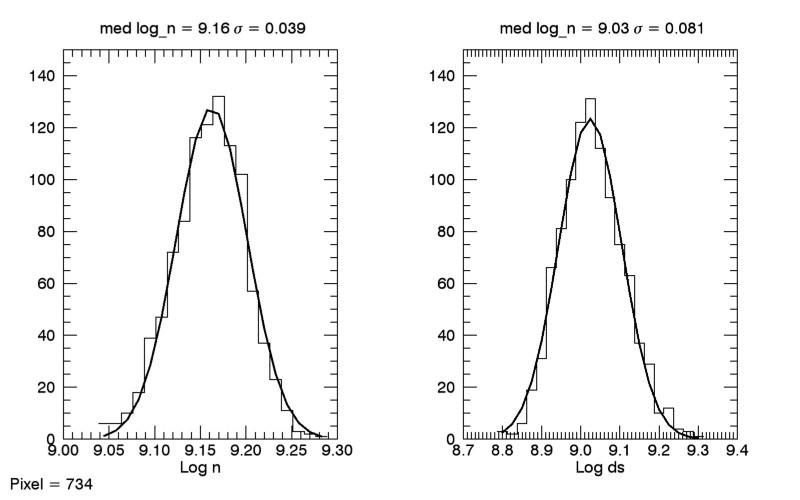 med log_n = 9.16 σ = 0.039
140
120
100
80
60
40
20
0
9.00 9.05 9.10 9.15 9.20 9.25 9.30
Log n
med log_n = 9.03 σ = 0.081
140
120
100
80
60
40
20
0
8.7 8.8 8.9 9.0 9.1 9.2 9.3 9.4
Log ds
Pixel = 734